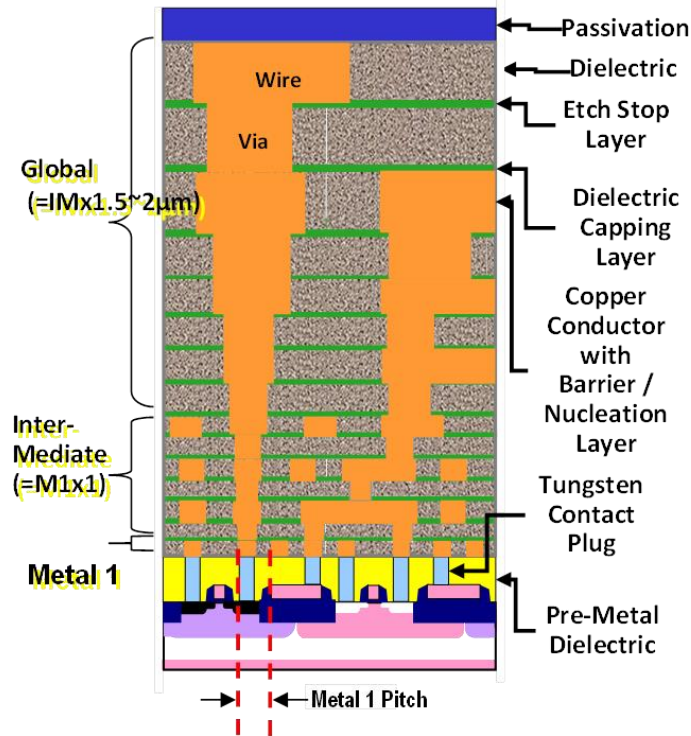 Passivation
Dielectric
Etch Stop
Layer
Wire
Via
Global
(=IMx1.5~2µm)
Dielectric
Capping
Layer
Copper
Conductor
with
Barrier /
Nucleation
Layer
Inter-
Mediate
(=M1x1)
Tungsten
Contact
Plug
Metal 1
Pre-Metal
Dielectric
Metal 1 Pitch